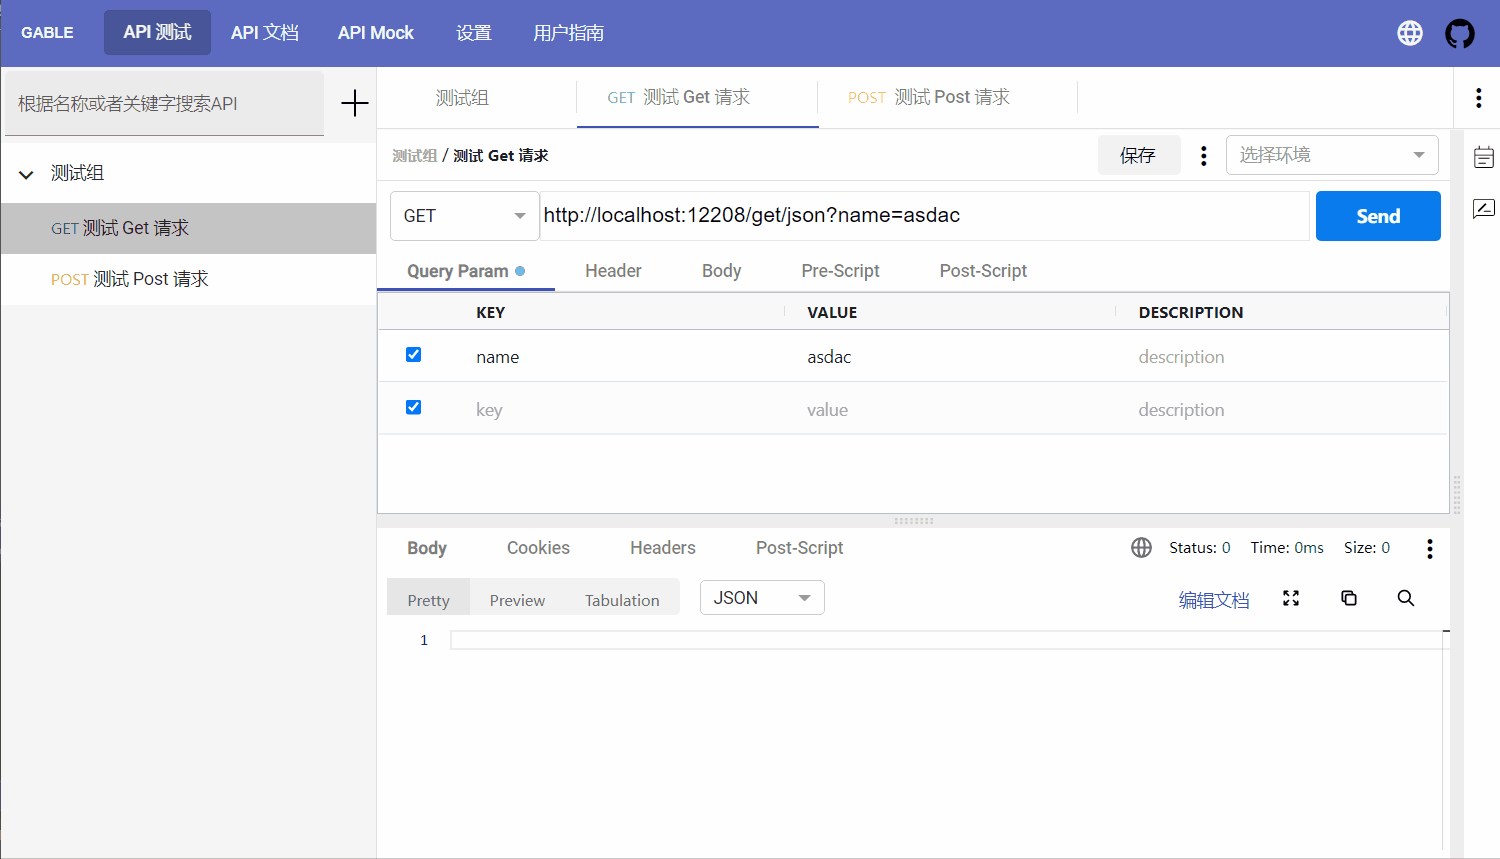 GABLE API 测试 API 文档 API Mock 设置 用户指南
根据名称或者关键字搜索API
测试组
GET 测试 Get 请求
POST 测试 Post 请求
测试组 GET 测试 Get 请求 POST 测试 Post 请求
测试组 / 测试 Get 请求 保存 选择环境
GET http://localhost:12208/get/json?name=asdac Send
Query Param Header Body Pre-Script Post-Script
KEY VALUE DESCRIPTION
name asdac description
key value description
Body Cookies Headers Post-Script Status: 0 Time: 0ms Size: 0
Pretty Preview Tabulation JSON 编辑文档
1